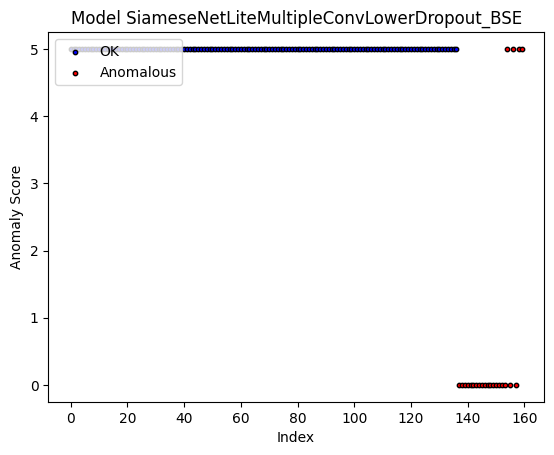 Model SiameseNetLiteMultipleConvLowerDropout_BSE
OK
Anomalous
Anomaly Score
5
4
3
2
1
0
0 20 40 60 80 100 120 140 160
Index